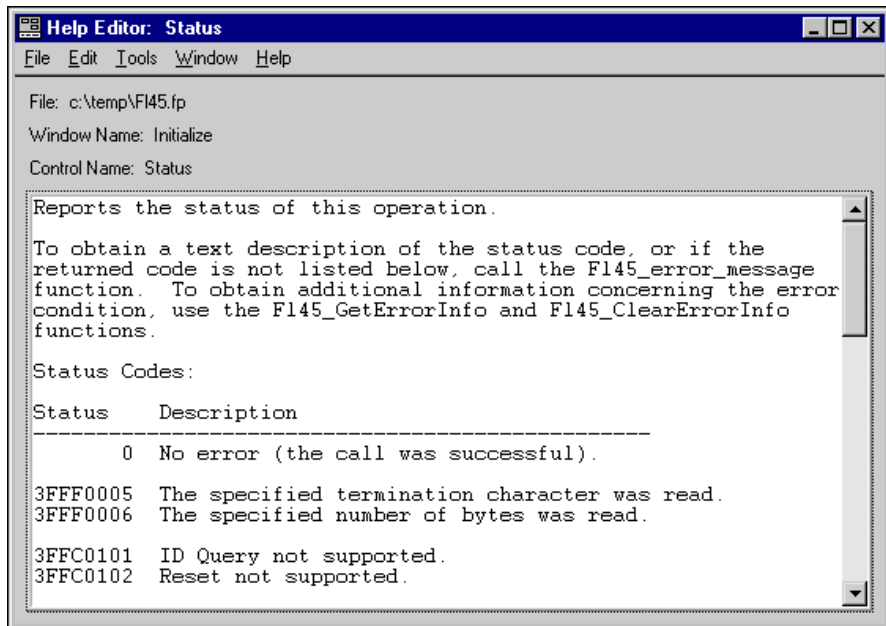 Help Editor: Status
File Edit Tools Window Help
File: c:\temp\Fl45.fp
Window Name: Initialize
Control Name: Status
Reports the status of this operation.
To obtain a text description of the status code, or if the
returned code is not listed below, call the Fl45_error_message
function. To obtain additional information concerning the error
condition, use the Fl45_GetErrorInfo and Fl45_ClearErrorInfo
functions.
Status Codes:
Status Description
--------------------------------------------------
0 No error (the call was successful).
3FFF0005 The specified termination character was read.
3FFF0006 The specified number of bytes was read.
3FFC0101 ID Query not supported.
3FFC0102 Reset not supported.